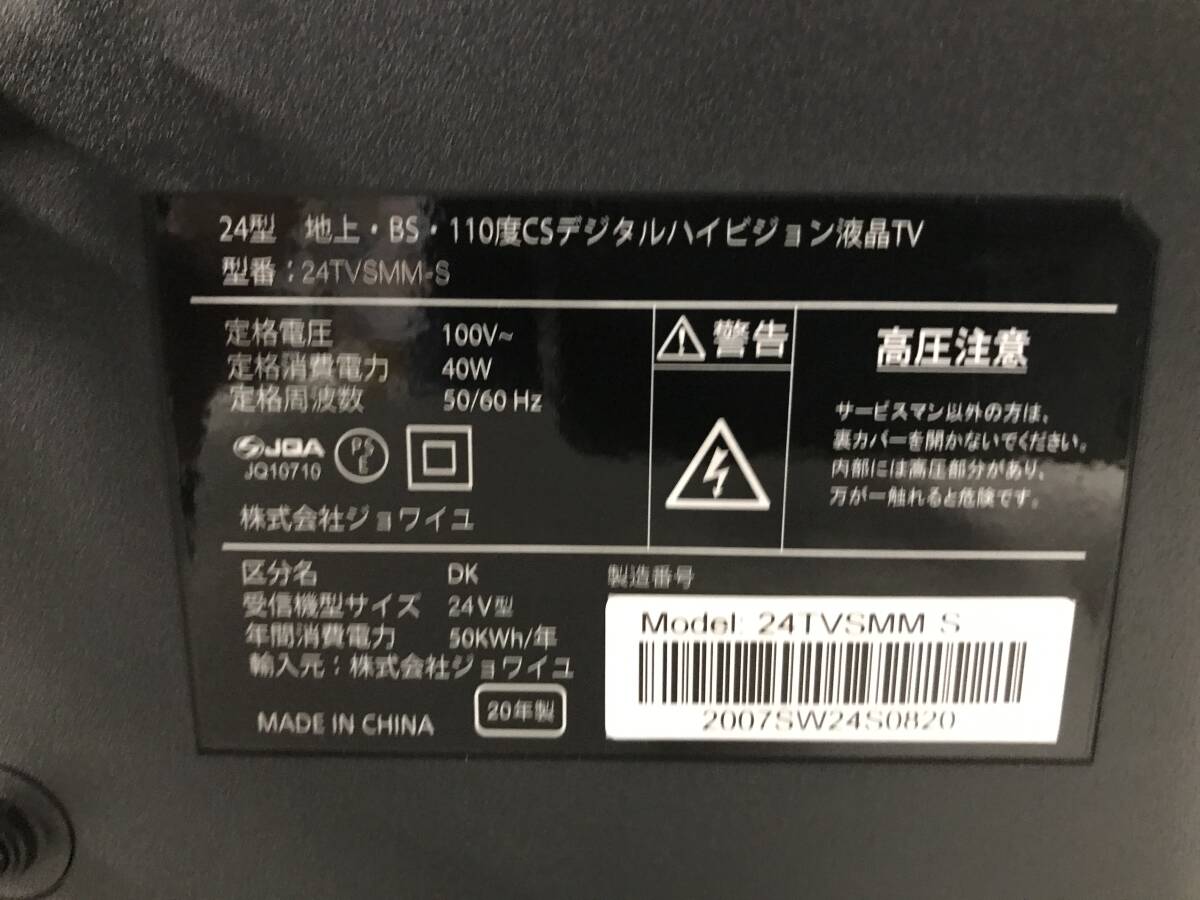 24型 地上・BS・110度CSデジタルハイビジョン液晶TV
型番：24TVSMM-S
定格電圧 100V~
定格消費電力 40W
定格周波数 50/60 Hz
JQA
JQ10710
PSE
株式会社ジョワイユ
警告
高圧注意
サービスマン以外の方は、
裏カバーを開かないでください。
内部には高圧部分があり、
万が一触れると危険です。
区分名 DK
受信機型サイズ 24V型
年間消費電力 50KWh/年
輸入元：株式会社ジョワイユ
MADE IN CHINA 20年製
製造番号
Model: 24TVSMM-S
2007SW24S0820